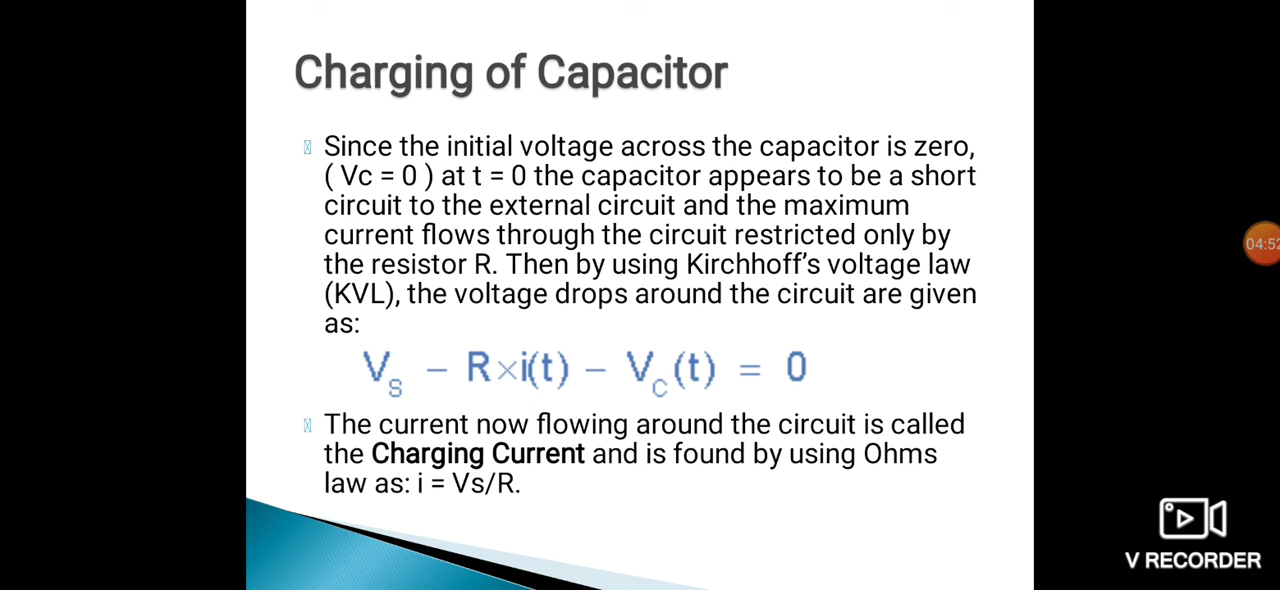 Charging of Capacitor
Since the initial voltage across the capacitor is zero,
( Vc = 0 ) at t = 0 the capacitor appears to be a short
circuit to the external circuit and the maximum
current flows through the circuit restricted only by
the resistor R. Then by using Kirchhoff’s voltage law
(KVL), the voltage drops around the circuit are given
as:
V_S − R×i(t) − V_C(t) = 0
The current now flowing around the circuit is called
the Charging Current and is found by using Ohms
law as: i = Vs/R.
04:52
V RECORDER